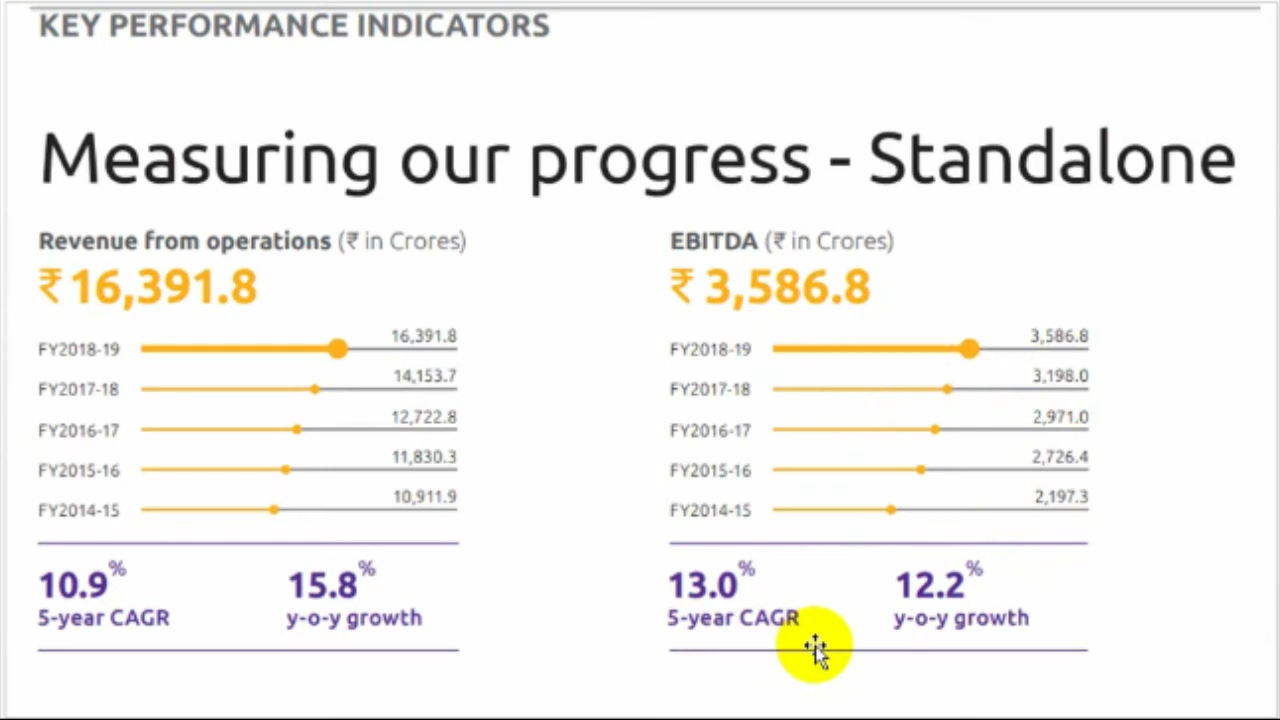 KEY PERFORMANCE INDICATORS
Measuring our progress - Standalone
Revenue from operations (₹ in Crores)
₹ 16,391.8
FY2018-19 16,391.8
FY2017-18 14,153.7
FY2016-17 12,722.8
FY2015-16 11,830.3
FY2014-15 10,911.9
10.9% 15.8%
5-year CAGR y-o-y growth
EBITDA (₹ in Crores)
₹ 3,586.8
FY2018-19 3,586.8
FY2017-18 3,198.0
FY2016-17 2,971.0
FY2015-16 2,726.4
FY2014-15 2,197.3
13.0% 12.2%
5-year CAGR y-o-y growth